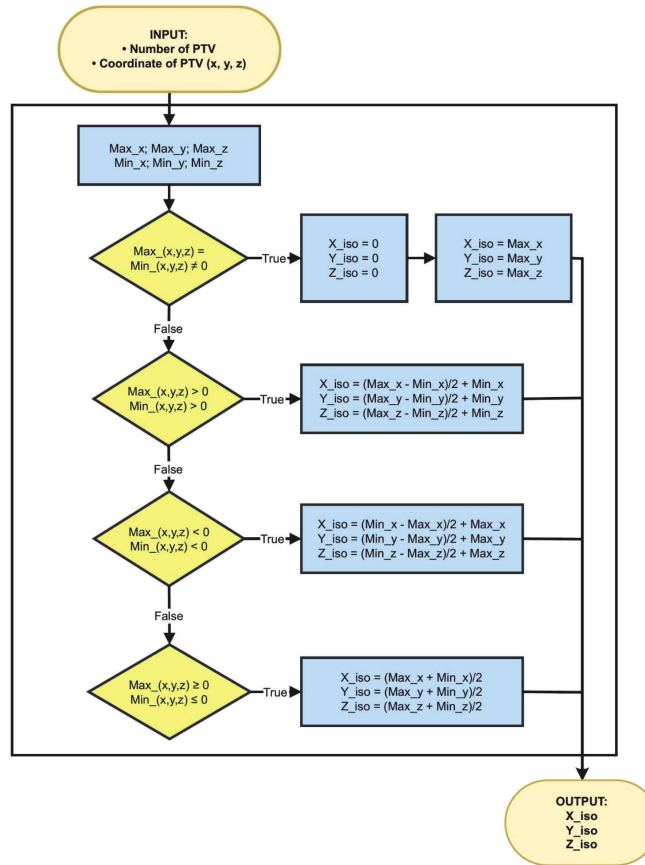 INPUT:
• Number of PTV
• Coordinate of PTV (x, y, z)
Max_x; Max_y; Max_z
Min_x; Min_y; Min_z
Max_(x,y,z) =
Min_(x,y,z) ≠ 0
True
X_iso = 0
Y_iso = 0
Z_iso = 0
X_iso = Max_x
Y_iso = Max_y
Z_iso = Max_z
False
Max_(x,y,z) > 0
Min_(x,y,z) > 0
True
X_iso = (Max_x - Min_x)/2 + Min_x
Y_iso = (Max_y - Min_y)/2 + Min_y
Z_iso = (Max_z - Min_z)/2 + Min_z
False
Max_(x,y,z) < 0
Min_(x,y,z) < 0
True
X_iso = (Min_x - Max_x)/2 + Max_x
Y_iso = (Min_y - Max_y)/2 + Max_y
Z_iso = (Min_z - Max_z)/2 + Max_z
False
Max_(x,y,z) ≥ 0
Min_(x,y,z) ≤ 0
True
X_iso = (Max_x + Min_x)/2
Y_iso = (Max_y + Min_y)/2
Z_iso = (Max_z + Min_z)/2
OUTPUT:
X_iso
Y_iso
Z_iso